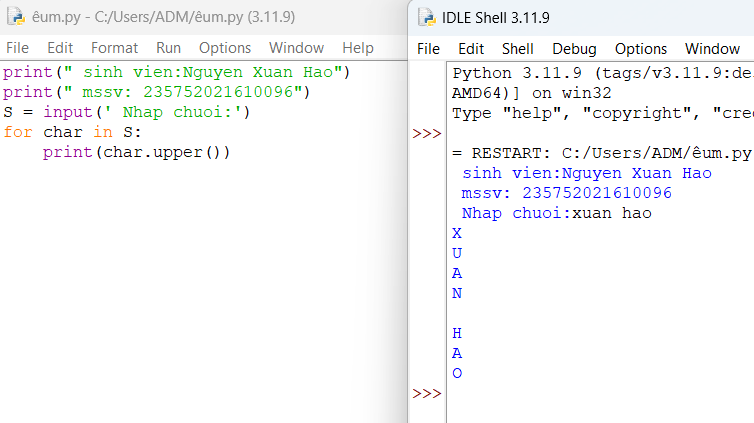 êum.py - C:/Users/ADM/êum.py (3.11.9)
File Edit Format Run Options Window Help
print(" sinh vien:Nguyen Xuan Hao")
print(" mssv: 235752021610096")
S = input(' Nhap chuoi:')
for char in S:
    print(char.upper())
IDLE Shell 3.11.9
File Edit Shell Debug Options Window
Python 3.11.9 (tags/v3.11.9:de
AMD64)] on win32
Type "help", "copyright", "cre
>>>
= RESTART: C:/Users/ADM/êum.py
 sinh vien:Nguyen Xuan Hao
 mssv: 235752021610096
 Nhap chuoi:xuan hao
X
U
A
N
H
A
O
>>>